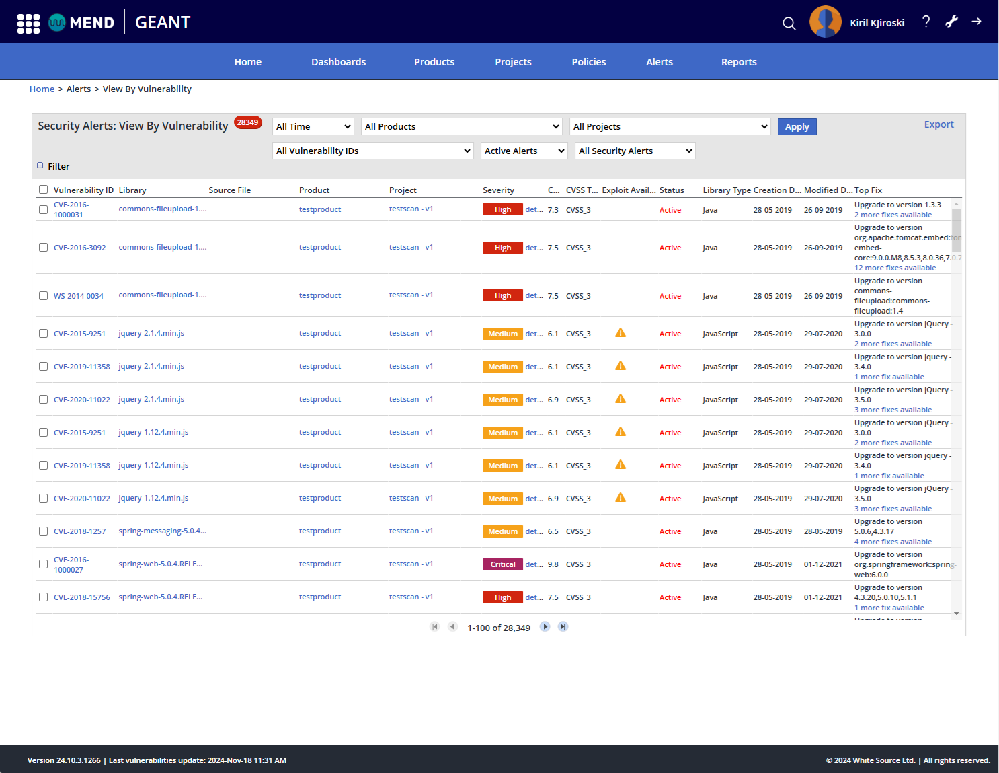 MEND GEANT Kiril Kjiroski ?
Home Dashboards Products Projects Policies Alerts Reports
Home > Alerts > View By Vulnerability
Security Alerts: View By Vulnerability 28349 All Time All Products All Projects Apply Export
All Vulnerability IDs Active Alerts All Security Alerts
Filter
Vulnerability ID Library Source File Product Project Severity C... CVSS T... Exploit Avail... Status Library Type Creation D... Modified D... Top Fix
CVE-2016-1000031 commons-fileupload-1.... testproduct testscan - v1 High det... 7.3 CVSS_3 Active Java 28-05-2019 26-09-2019 Upgrade to version 1.3.3
2 more fixes available
CVE-2016-3092 commons-fileupload-1.... testproduct testscan - v1 High det... 7.5 CVSS_3 Active Java 28-05-2019 26-09-2019 Upgrade to version
org.apache.tomcat.embed:tom
embed-
core:9.0.0.M8,8.5.3,8.0.36,7.0.7
12 more fixes available
WS-2014-0034 commons-fileupload-1.... testproduct testscan - v1 High det... 7.5 CVSS_3 Active Java 28-05-2019 26-09-2019 Upgrade to version
commons-
fileupload:commons-
fileupload:1.4
CVE-2015-9251 jquery-2.1.4.min.js testproduct testscan - v1 Medium det... 6.1 CVSS_3 Active JavaScript 28-05-2019 29-07-2020 Upgrade to version jQuery -
3.0.0
2 more fixes available
CVE-2019-11358 jquery-2.1.4.min.js testproduct testscan - v1 Medium det... 6.1 CVSS_3 Active JavaScript 28-05-2019 29-07-2020 Upgrade to version jquery -
3.4.0
1 more fix available
CVE-2020-11022 jquery-2.1.4.min.js testproduct testscan - v1 Medium det... 6.9 CVSS_3 Active JavaScript 28-05-2019 29-07-2020 Upgrade to version jQuery -
3.5.0
3 more fixes available
CVE-2015-9251 jquery-1.12.4.min.js testproduct testscan - v1 Medium det... 6.1 CVSS_3 Active JavaScript 28-05-2019 29-07-2020 Upgrade to version jQuery -
3.0.0
2 more fixes available
CVE-2019-11358 jquery-1.12.4.min.js testproduct testscan - v1 Medium det... 6.1 CVSS_3 Active JavaScript 28-05-2019 29-07-2020 Upgrade to version jquery -
3.4.0
1 more fix available
CVE-2020-11022 jquery-1.12.4.min.js testproduct testscan - v1 Medium det... 6.9 CVSS_3 Active JavaScript 28-05-2019 29-07-2020 Upgrade to version jQuery -
3.5.0
3 more fixes available
CVE-2018-1257 spring-messaging-5.0.4... testproduct testscan - v1 Medium det... 6.5 CVSS_3 Active Java 28-05-2019 28-05-2019 Upgrade to version
5.0.6,4.3.17
4 more fixes available
CVE-2016-1000027 spring-web-5.0.4.RELE... testproduct testscan - v1 Critical det... 9.8 CVSS_3 Active Java 28-05-2019 01-12-2021 Upgrade to version
org.springframework:spring-
web:6.0.0
CVE-2018-15756 spring-web-5.0.4.RELE... testproduct testscan - v1 High det... 7.5 CVSS_3 Active Java 28-05-2019 01-12-2021 Upgrade to version
4.3.20,5.0.10,5.1.1
1 more fix available
1-100 of 28,349
Version 24.10.3.1266 | Last vulnerabilities update: 2024-Nov-18 11:31 AM © 2024 White Source Ltd. | All rights reserved.